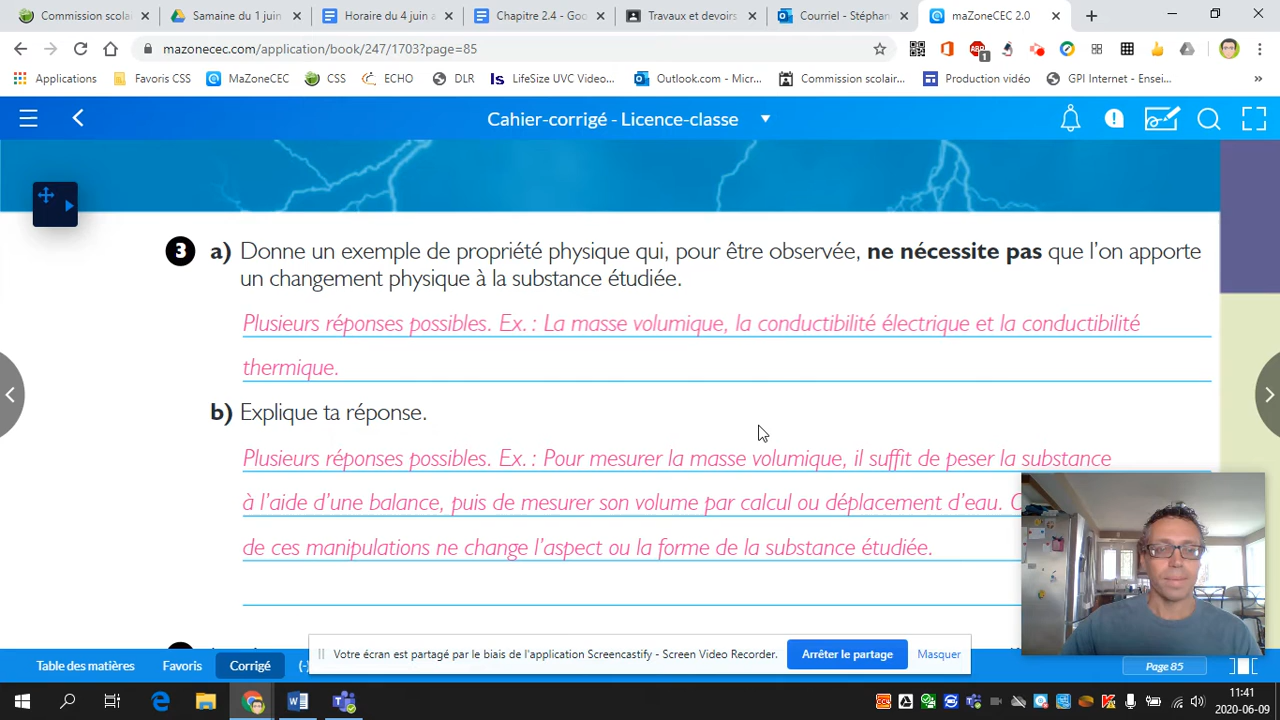 Commission scola
Samaine du 1 juin
Horaire du 4 juin a
Chapitre 2.4 - Goo
Travaux et devoirs
Courriel - Stéphan
maZoneCEC 2.0
mazonecec.com/application/book/247/1703?page=85
Applications
Favoris CSS
MaZoneCEC
CSS
ECHO
DLR
LifeSize UVC Video...
Outlook.com - Micr...
Commission scolair...
Production vidéo
GPI Internet - Ensei...
Cahier-corrigé - Licence-classe
3 a) Donne un exemple de propriété physique qui, pour être observée, ne nécessite pas que l'on apporte
un changement physique à la substance étudiée.
Plusieurs réponses possibles. Ex. : La masse volumique, la conductibilité électrique et la conductibilité
thermique.
b) Explique ta réponse.
Plusieurs réponses possibles. Ex. : Pour mesurer la masse volumique, il suffit de peser la substance
à l'aide d'une balance, puis de mesurer son volume par calcul ou déplacement d'eau.
de ces manipulations ne change l'aspect ou la forme de la substance étudiée.
Votre écran est partagé par le biais de l'application Screencastify - Screen Video Recorder.
Arrêter le partage
Masquer
Table des matières
Favoris
Corrigé
Page 85
11:41
2020-06-09